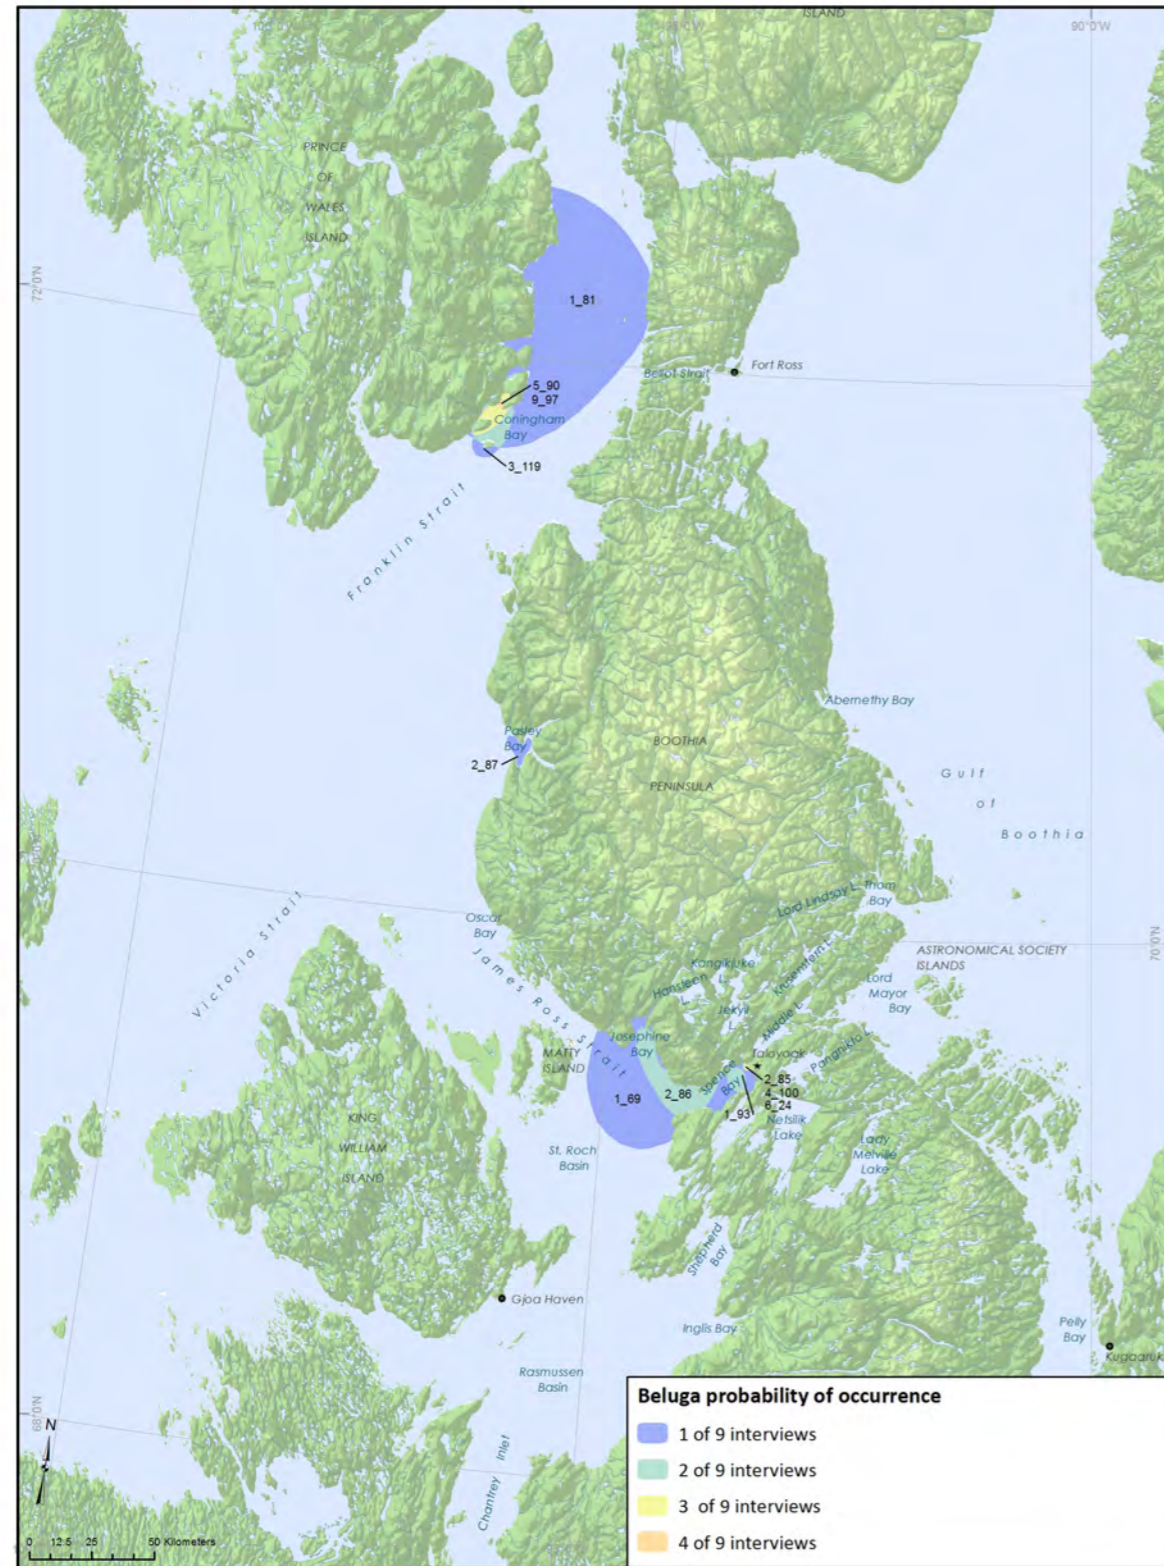 ISLAND
90°0'W
PRINCE
OF
WALES
ISLAND
72°0'N
1_81
Bellot Strait
Fort Ross
5_90
9_97
Coningham
Bay
3_119
Franklin Strait
Abernethy Bay
Pasley
Bay
2_87
BOOTHIA
PENINSULA
Gulf
of
Boothia
Victoria Strait
Oscar
Bay
James Ross Strait
Lord Lindsay L.
Thom
Bay
Kangikjuke
L.
Hansteen
L.
Krusenstern L.
ASTRONOMICAL SOCIETY
ISLANDS
70°0'N
Lord
Mayor
Bay
Jekyll
L.
Middle L.
Josephine
Bay
MATTY
ISLAND
Taloyoak
Spence
Bay
2_85
4_100
6_24
1_93
2_86
1_69
Netsilik
Lake
KING
WILLIAM
ISLAND
St. Roch
Basin
Lady
Melville
Lake
Shepherd
Bay
Gjoa Haven
Inglis Bay
Pelly
Bay
Kugaaruk
Rasmussen
Basin
68°0'N
N
Chantrey Inlet
0 12.5 25 50 Kilometers
Beluga probability of occurrence
1 of 9 interviews
2 of 9 interviews
3 of 9 interviews
4 of 9 interviews